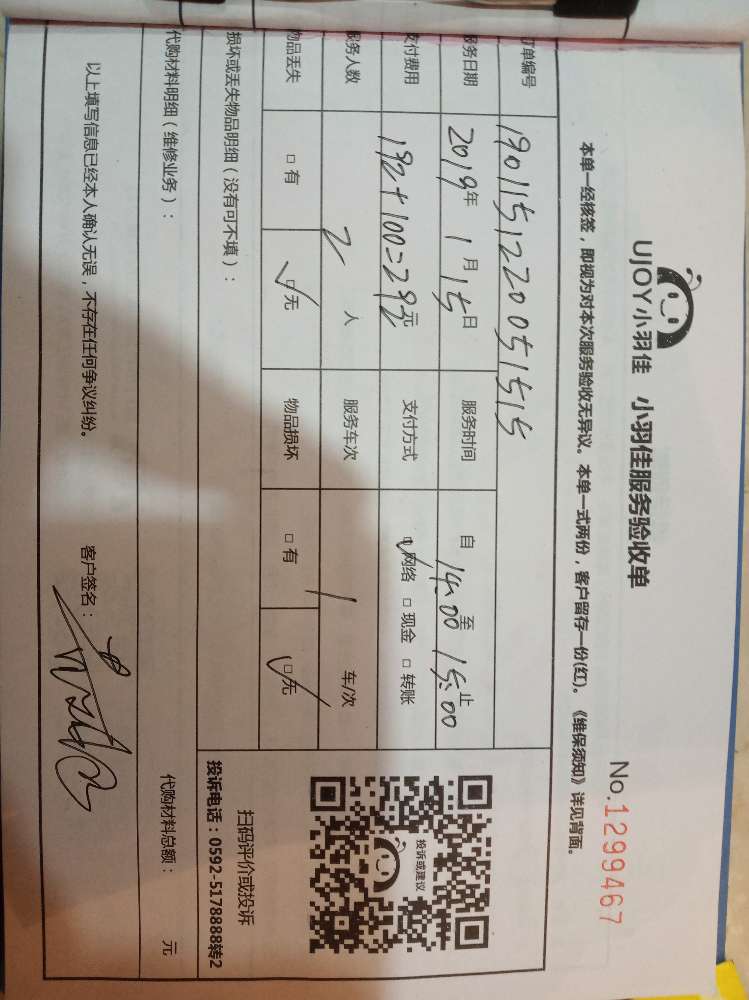 UJOY小羽佳 小羽佳服务验收单
No.1299467
本单一经核签，即视为对本次服务验收无异议。本单一式两份，客户留存一份(红)。《维保须知》详见背面。
订单编号 1901151220051515
服务日期 2019年1月15日 服务时间 自14:00至15:00止
支付费用 192+100=292元 支付方式 ☑网络 □现金 □转账
服务人数 2人 服务车次 1车/次
物品丢失 □有 ☑无 物品损坏 □有 ☑无
投诉或建议
扫码评价或投诉
投诉电话：0592-5178888转2
损坏或丢失物品明细（没有可不填）：
代购材料明细（维修业务）： 代购材料总额： 元
以上填写信息已经本人确认无误，不存在任何争议纠纷。 客户签名：